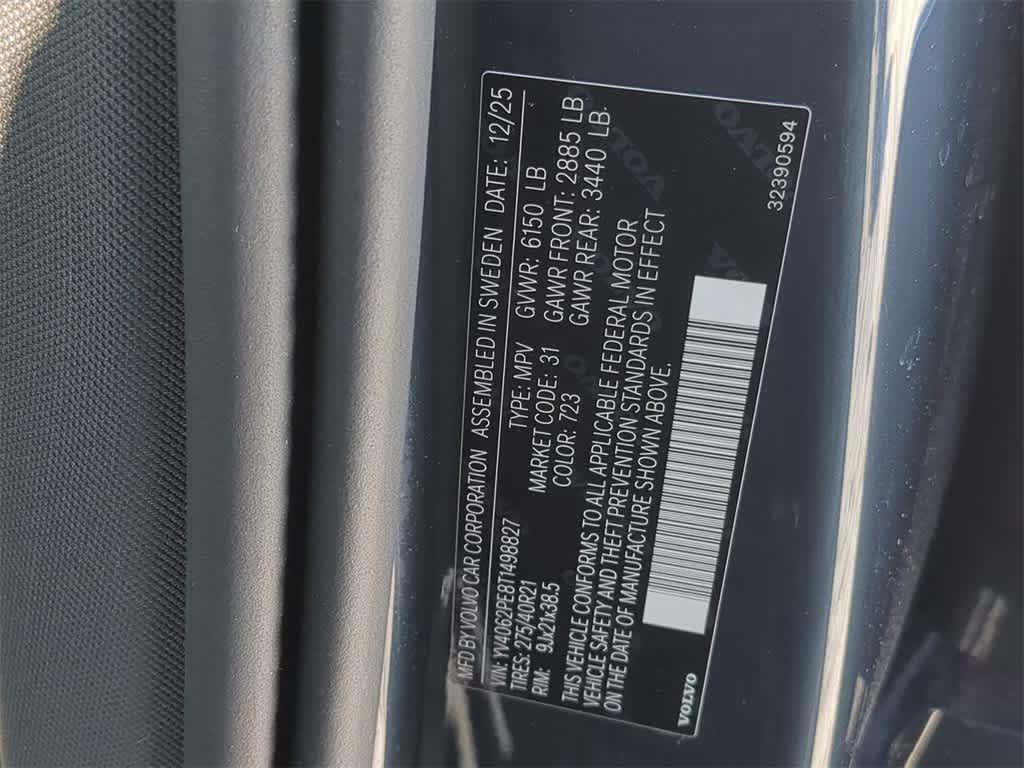 MFD BY VOLVO CAR CORPORATION ASSEMBLED IN SWEDEN DATE: 12/25
VIN: YV4062PE8T1498827 TYPE: MPV GVWR: 6150 LB
TIRES: 275/40R21 MARKET CODE: 31 GAWR FRONT: 2885 LB
RIM: 9Jx21x38.5 COLOR: 723 GAWR REAR: 3440 LB.
THIS VEHICLE CONFORMS TO ALL APPLICABLE FEDERAL MOTOR
VEHICLE SAFETY AND THEFT PREVENTION STANDARDS IN EFFECT
ON THE DATE OF MANUFACTURE SHOWN ABOVE.
VOLVO 32390594